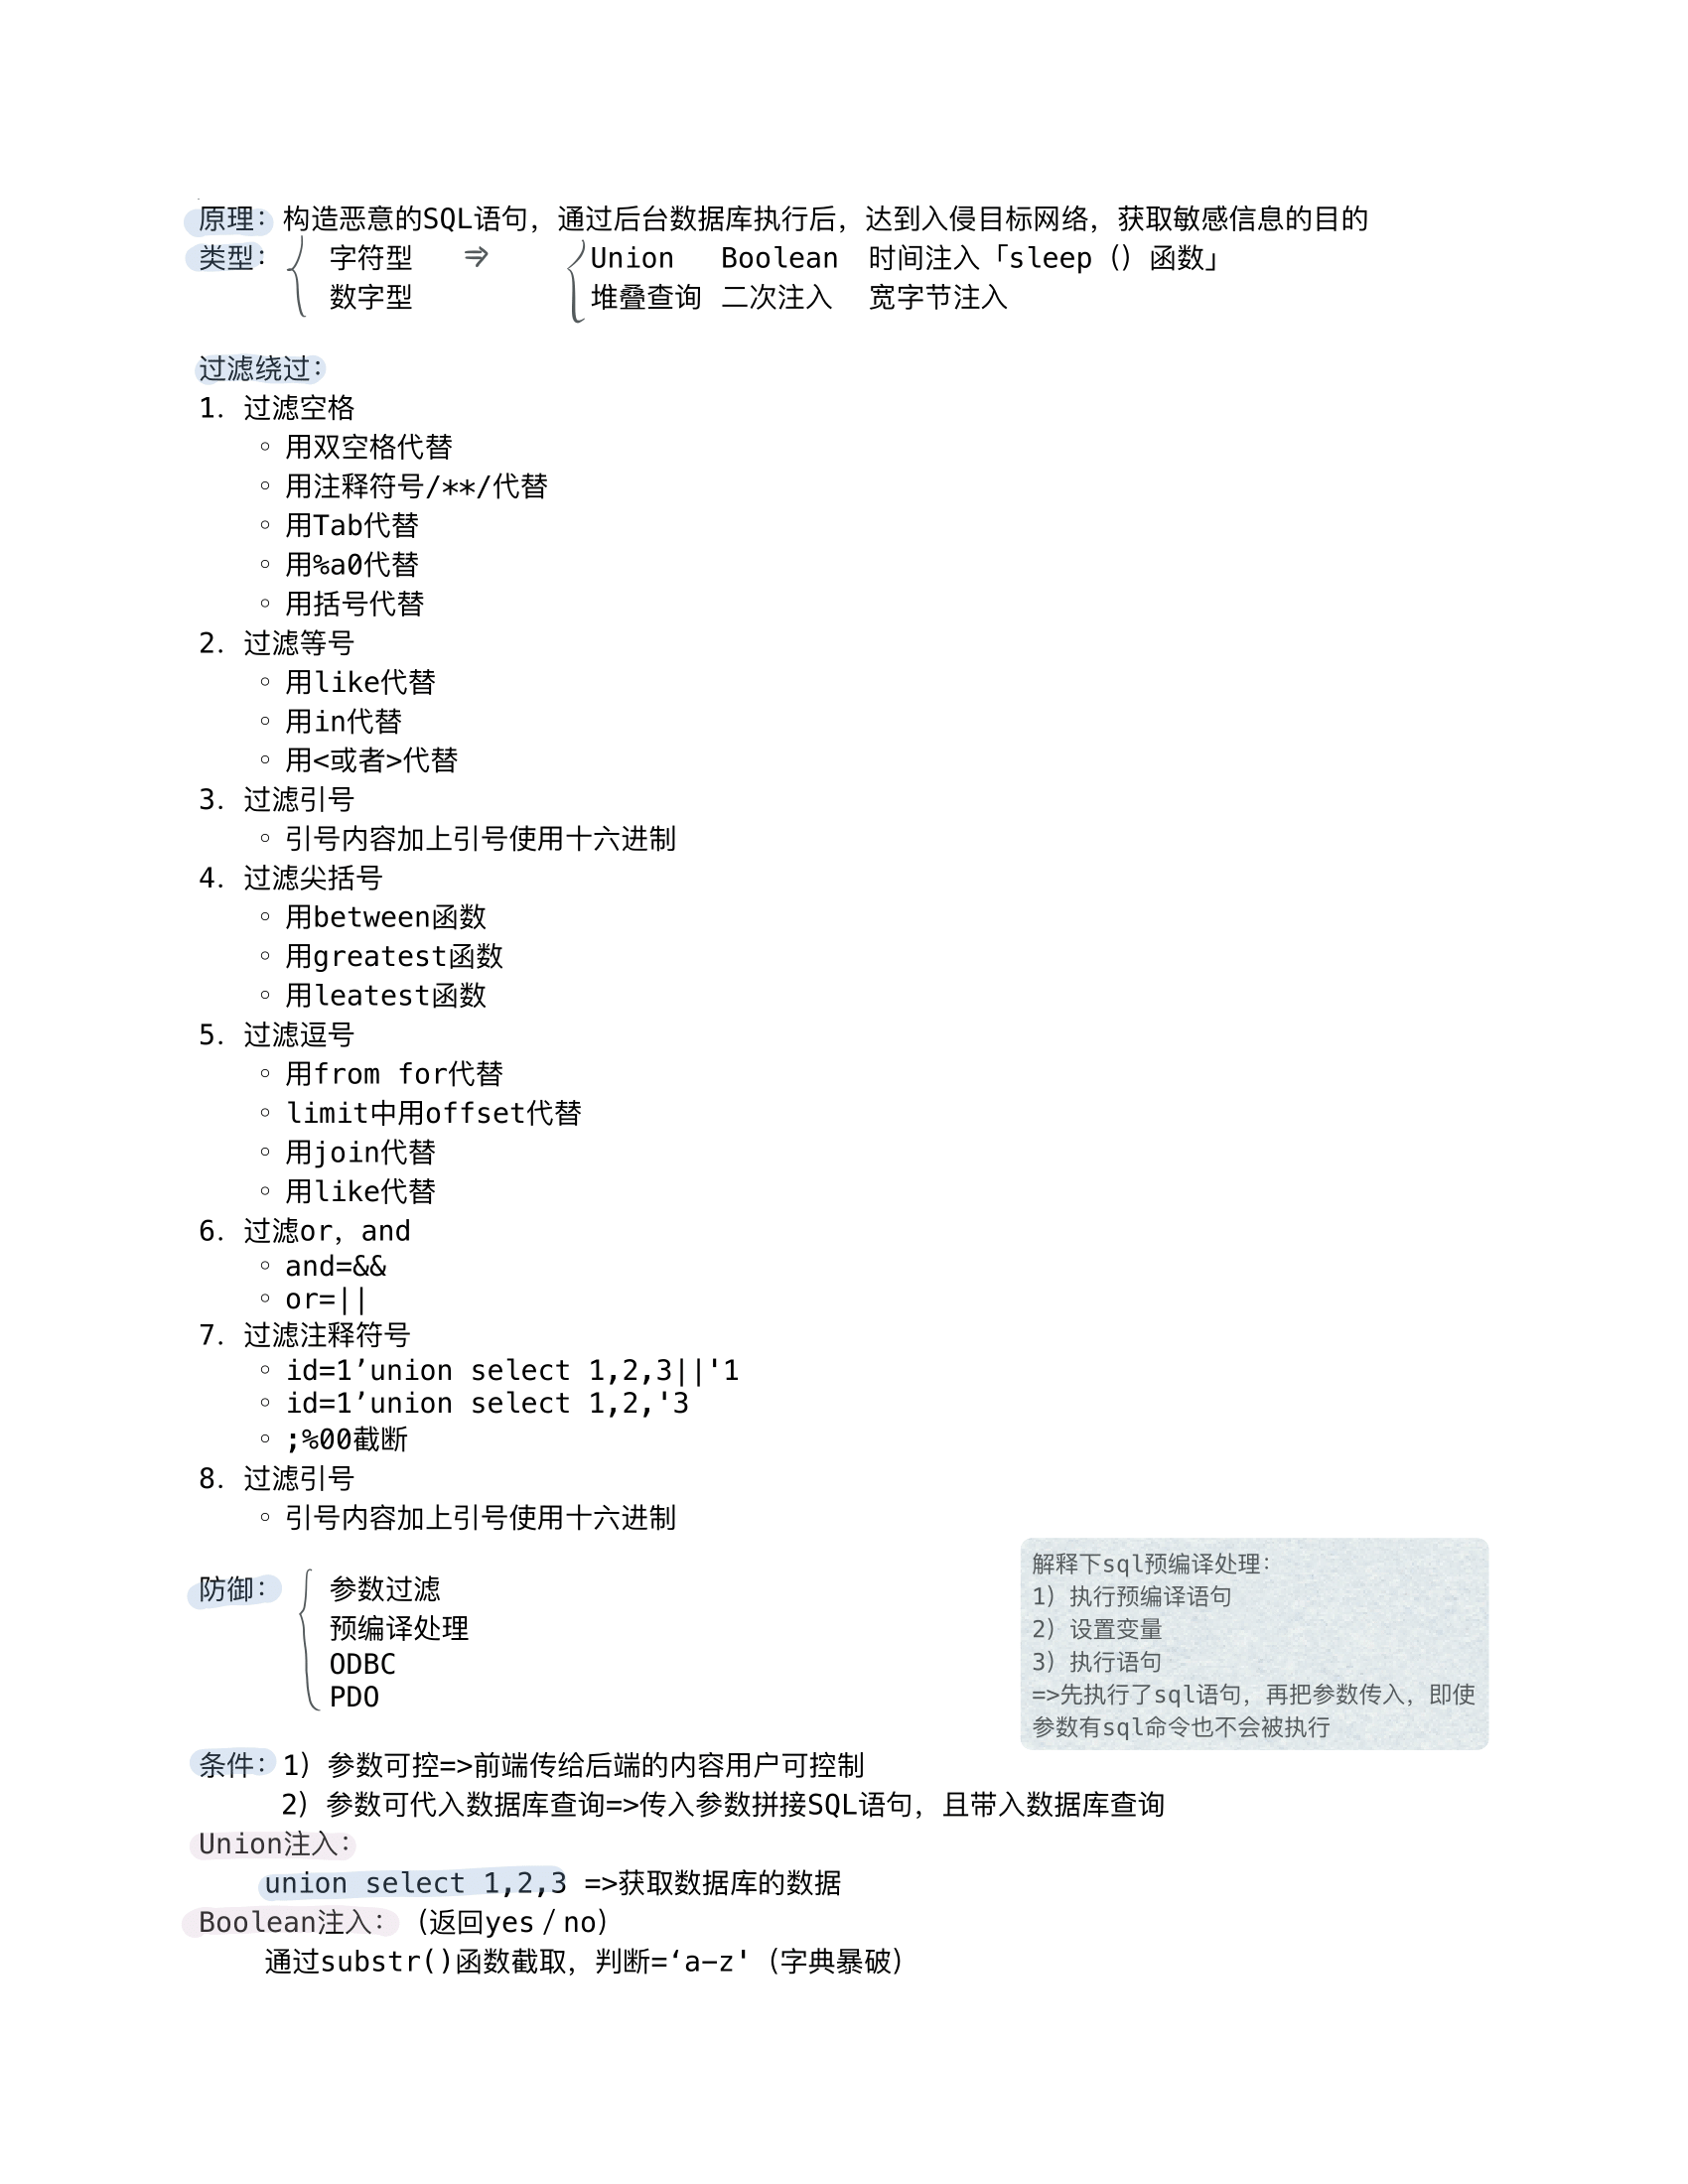 原理：构造恶意的SQL语句，通过后台数据库执行后，达到入侵目标网络，获取敏感信息的目的
类型： 字符型 ⇒ Union Boolean 时间注入「sleep（）函数」
数字型 堆叠查询 二次注入 宽字节注入
过滤绕过：
1. 过滤空格
◦ 用双空格代替
◦ 用注释符号/**/代替
◦ 用Tab代替
◦ 用%a0代替
◦ 用括号代替
2. 过滤等号
◦ 用like代替
◦ 用in代替
◦ 用<或者>代替
3. 过滤引号
◦ 引号内容加上引号使用十六进制
4. 过滤尖括号
◦ 用between函数
◦ 用greatest函数
◦ 用leatest函数
5. 过滤逗号
◦ 用from for代替
◦ limit中用offset代替
◦ 用join代替
◦ 用like代替
6. 过滤or，and
◦ and=&&
◦ or=||
7. 过滤注释符号
◦ id=1’union select 1,2,3||'1
◦ id=1’union select 1,2,'3
◦ ;%00截断
8. 过滤引号
◦ 引号内容加上引号使用十六进制
防御： 参数过滤
预编译处理
ODBC
PDO
解释下sql预编译处理：
1）执行预编译语句
2）设置变量
3）执行语句
=>先执行了sql语句，再把参数传入，即使
参数有sql命令也不会被执行
条件：1）参数可控=>前端传给后端的内容用户可控制
2）参数可代入数据库查询=>传入参数拼接SQL语句，且带入数据库查询
Union注入：
union select 1,2,3 =>获取数据库的数据
Boolean注入：（返回yes／no）
通过substr()函数截取，判断=‘a–z'（字典暴破）